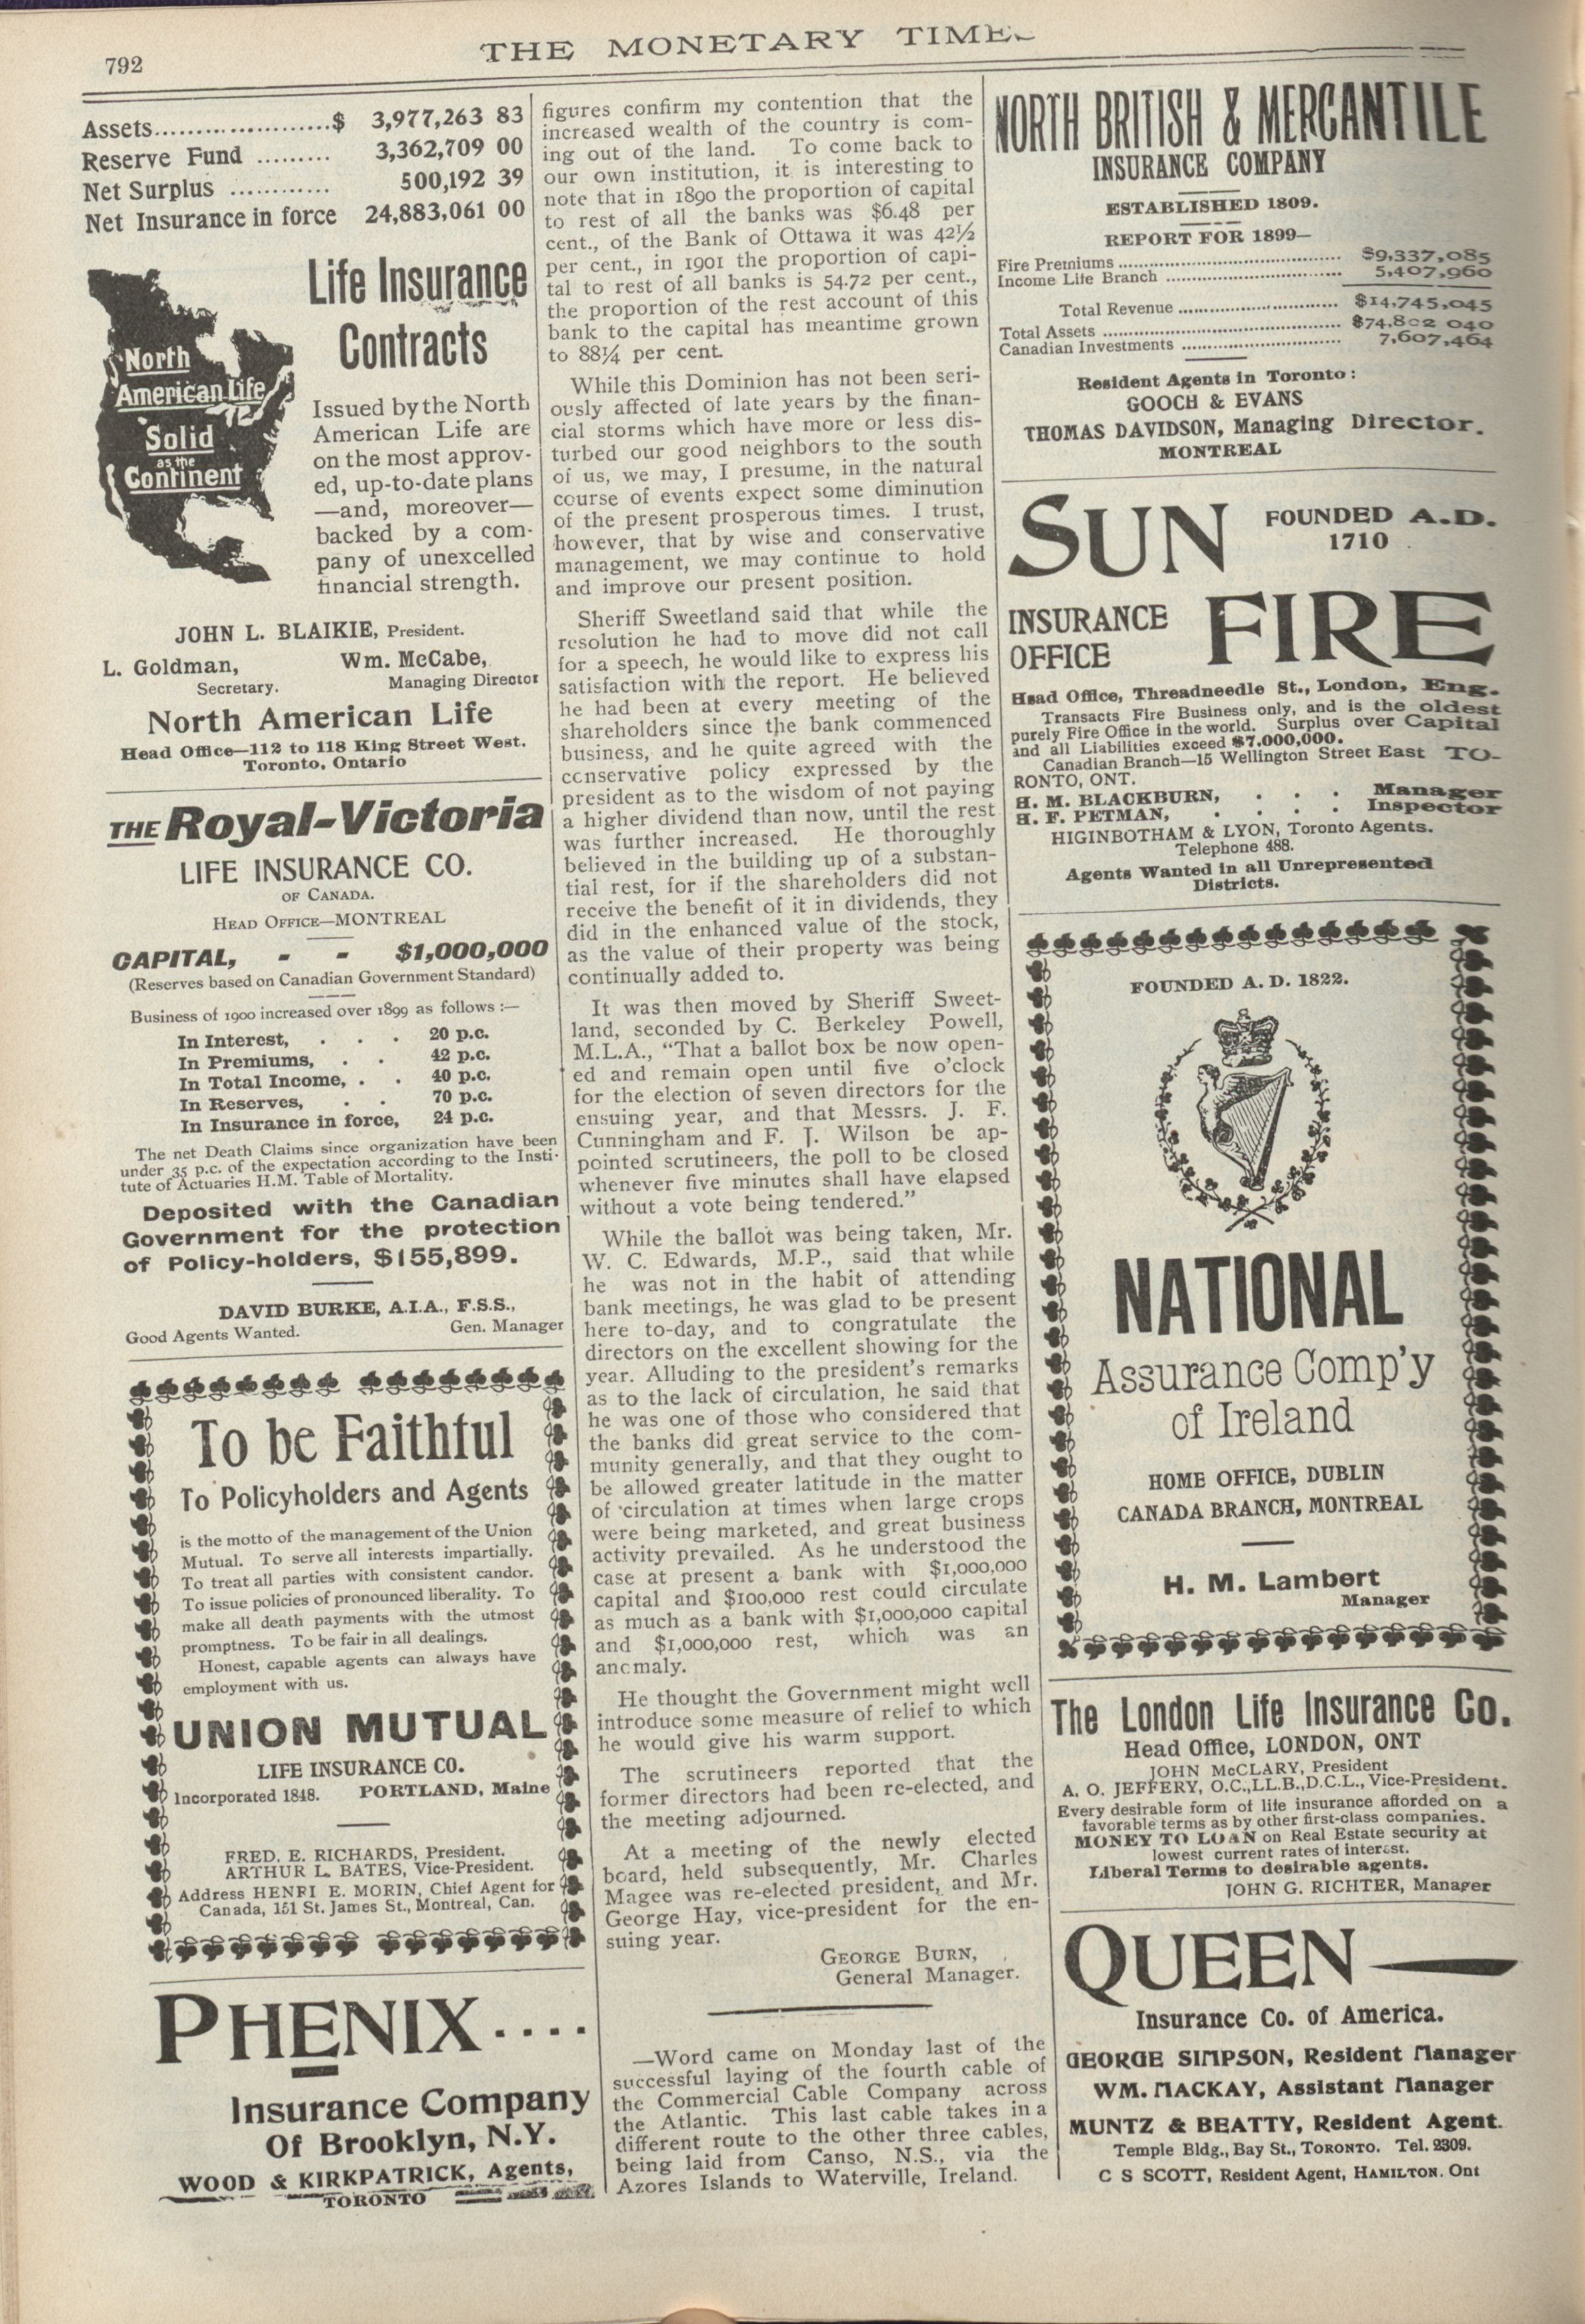 792
THE MONETARY TIMES
Assets.....................$ 3,977,263 83
Reserve Fund ......... 3,362,709 00
Net Surplus ............ 500,192 39
Net Insurance in force 24,883,061 00
North
American Life
Solid
as the
Continent
Life Insurance
Contracts
Issued by the North
American Life are
on the most approv-
ed, up-to-date plans
—and, moreover—
backed by a com-
pany of unexcelled
financial strength.
JOHN L. BLAIKIE, President.
L. Goldman, Wm. McCabe,
Secretary. Managing Director
North American Life
Head Office—112 to 118 King Street West.
Toronto, Ontario
THE Royal-Victoria
LIFE INSURANCE CO.
OF CANADA.
HEAD OFFICE—MONTREAL
CAPITAL, - - $1,000,000
(Reserves based on Canadian Government Standard)
Business of 1900 increased over 1899 as follows :—
In Interest, . . . 20 p.c.
In Premiums, . . 42 p.c.
In Total Income, . . 40 p.c.
In Reserves, . . 70 p.c.
In Insurance in force, 24 p.c.
The net Death Claims since organization have been
under 35 p.c. of the expectation according to the Insti-
tute of Actuaries H.M. Table of Mortality.
Deposited with the Canadian
Government for the protection
of Policy-holders, $155,899.
DAVID BURKE, A.I.A., F.S.S.,
Good Agents Wanted. Gen. Manager
To be Faithful
To Policyholders and Agents
is the motto of the management of the Union
Mutual. To serve all interests impartially.
To treat all parties with consistent candor.
To issue policies of pronounced liberality. To
make all death payments with the utmost
promptness. To be fair in all dealings.
Honest, capable agents can always have
employment with us.
UNION MUTUAL
LIFE INSURANCE CO.
Incorporated 1848. PORTLAND, Maine
FRED. E. RICHARDS, President.
ARTHUR L. BATES, Vice-President.
Address HENRI E. MORIN, Chief Agent for
Canada, 151 St. James St., Montreal, Can.
PHENIX....
Insurance Company
Of Brooklyn, N.Y.
WOOD & KIRKPATRICK, Agents,
TORONTO
figures confirm my contention that the
increased wealth of the country is com-
ing out of the land. To come back to
our own institution, it is interesting to
note that in 1890 the proportion of capital
to rest of all the banks was $6.48 per
cent., of the Bank of Ottawa it was 42½
per cent., in 1901 the proportion of capi-
tal to rest of all banks is 54.72 per cent.,
the proportion of the rest account of this
bank to the capital has meantime grown
to 88¼ per cent.
While this Dominion has not been seri-
ously affected of late years by the finan-
cial storms which have more or less dis-
turbed our good neighbors to the south
of us, we may, I presume, in the natural
course of events expect some diminution
of the present prosperous times. I trust,
however, that by wise and conservative
management, we may continue to hold
and improve our present position.
Sheriff Sweetland said that while the
resolution he had to move did not call
for a speech, he would like to express his
satisfaction with the report. He believed
he had been at every meeting of the
shareholders since the bank commenced
business, and he quite agreed with the
conservative policy expressed by the
president as to the wisdom of not paying
a higher dividend than now, until the rest
was further increased. He thoroughly
believed in the building up of a substan-
tial rest, for if the shareholders did not
receive the benefit of it in dividends, they
did in the enhanced value of the stock,
as the value of their property was being
continually added to.
It was then moved by Sheriff Sweet-
land, seconded by C. Berkeley Powell,
M.L.A., "That a ballot box be now open-
ed and remain open until five o'clock
for the election of seven directors for the
ensuing year, and that Messrs. J. F.
Cunningham and F. J. Wilson be ap-
pointed scrutineers, the poll to be closed
whenever five minutes shall have elapsed
without a vote being tendered."
While the ballot was being taken, Mr.
W. C. Edwards, M.P., said that while
he was not in the habit of attending
bank meetings, he was glad to be present
here to-day, and to congratulate the
directors on the excellent showing for the
year. Alluding to the president's remarks
as to the lack of circulation, he said that
he was one of those who considered that
the banks did great service to the com-
munity generally, and that they ought to
be allowed greater latitude in the matter
of circulation at times when large crops
were being marketed, and great business
activity prevailed. As he understood the
case at present a bank with $1,000,000
capital and $100,000 rest could circulate
as much as a bank with $1,000,000 capital
and $1,000,000 rest, which was an
anomaly.
He thought the Government might well
introduce some measure of relief to which
he would give his warm support.
The scrutineers reported that the
former directors had been re-elected, and
the meeting adjourned.
At a meeting of the newly elected
board, held subsequently, Mr. Charles
Magee was re-elected president, and Mr.
George Hay, vice-president for the en-
suing year.
GEORGE BURN,
General Manager.
—Word came on Monday last of the
successful laying of the fourth cable of
the Commercial Cable Company across
the Atlantic. This last cable takes in a
different route to the other three cables,
being laid from Canso, N.S., via the
Azores Islands to Waterville, Ireland.
NORTH BRITISH & MERCANTILE
INSURANCE COMPANY
ESTABLISHED 1809.
REPORT FOR 1899—
Fire Premiums ........ $9,337,085
Income Life Branch ........ 5,407,960
Total Revenue ........ $14,745,045
Total Assets ........ $74,802 040
Canadian Investments ........ 7,607,464
Resident Agents in Toronto:
GOOCH & EVANS
THOMAS DAVIDSON, Managing Director.
MONTREAL
SUN FOUNDED A.D.
1710
INSURANCE FIRE
OFFICE
Head Office, Threadneedle St., London, Eng.
Transacts Fire Business only, and is the oldest
purely Fire Office in the world. Surplus over Capital
and all Liabilities exceed $7,000,000.
Canadian Branch—15 Wellington Street East TO-
RONTO, ONT.
H. M. BLACKBURN, . . . Manager
H. F. PETMAN, . . . . Inspector
HIGINBOTHAM & LYON, Toronto Agents.
Telephone 488.
Agents Wanted in all Unrepresented
Districts.
FOUNDED A. D. 1822.
NATIONAL
Assurance Comp'y
of Ireland
HOME OFFICE, DUBLIN
CANADA BRANCH, MONTREAL
H. M. Lambert
Manager
The London Life Insurance Co.
Head Office, LONDON, ONT
JOHN McCLARY, President
A. O. JEFFERY, Q.C.,LL.B.,D.C.L., Vice-President.
Every desirable form of life insurance afforded on a
favorable terms as by other first-class companies.
MONEY TO LOAN on Real Estate security at
lowest current rates of interest.
Liberal Terms to desirable agents.
JOHN G. RICHTER, Manager
QUEEN
Insurance Co. of America.
GEORGE SIMPSON, Resident Manager
WM. MACKAY, Assistant Manager
MUNTZ & BEATTY, Resident Agent.
Temple Bldg., Bay St., TORONTO. Tel. 2309.
C S SCOTT, Resident Agent, HAMILTON. Ont